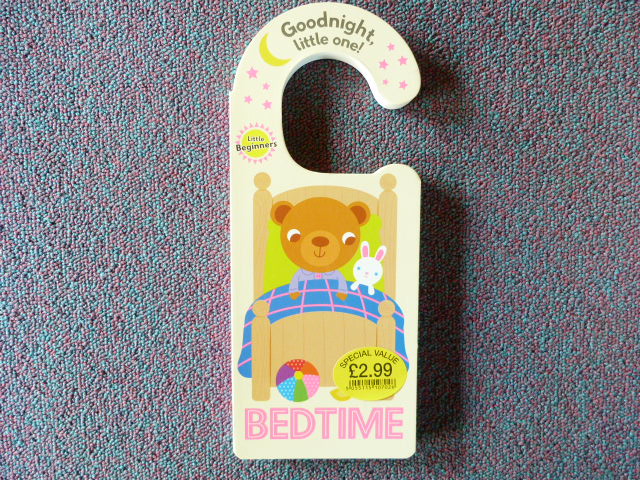 Goodnight,
little one!
Little
Beginners
SPECIAL VALUE
£2.99
BEDTIME